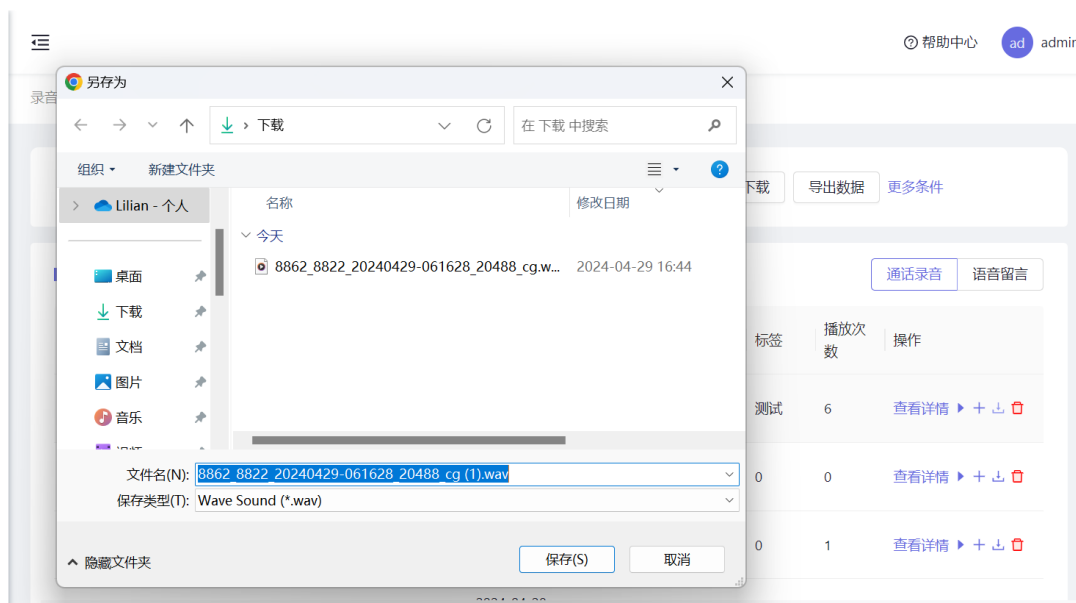 帮助中心
ad
admin
另存为
录音
下载
在 下载 中搜索
组织
新建文件夹
下载
导出数据
更多条件
Lilian - 个人
名称
修改日期
今天
8862_8822_20240429-061628_20488_cg.w...
2024-04-29 16:44
桌面
下载
文档
图片
音乐
通话录音
语音留言
标签
播放次数
操作
测试
6
查看详情
0
0
查看详情
0
1
查看详情
文件名(N):
8862_8822_20240429-061628_20488_cg (1).wav
保存类型(T):
Wave Sound (*.wav)
隐藏文件夹
保存(S)
取消